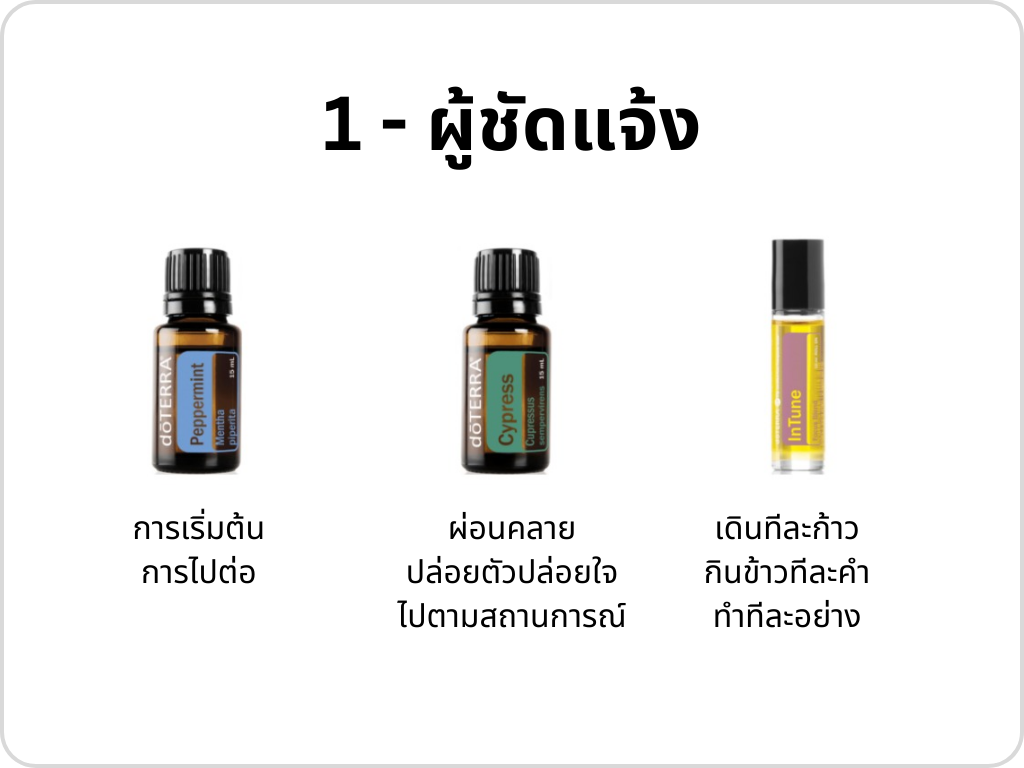 1 - ผู้ชัดแจ้ง
dōTERRA
Peppermint
Mentha
piperita
15 mL
dōTERRA
Cypress
Cupressus
sempervirens
15 mL
InTune
การเริ่มต้น
การไปต่อ
ผ่อนคลาย
ปล่อยตัวปล่อยใจ
ไปตามสถานการณ์
เดินทีละก้าว
กินข้าวทีละคำ
ทำทีละอย่าง